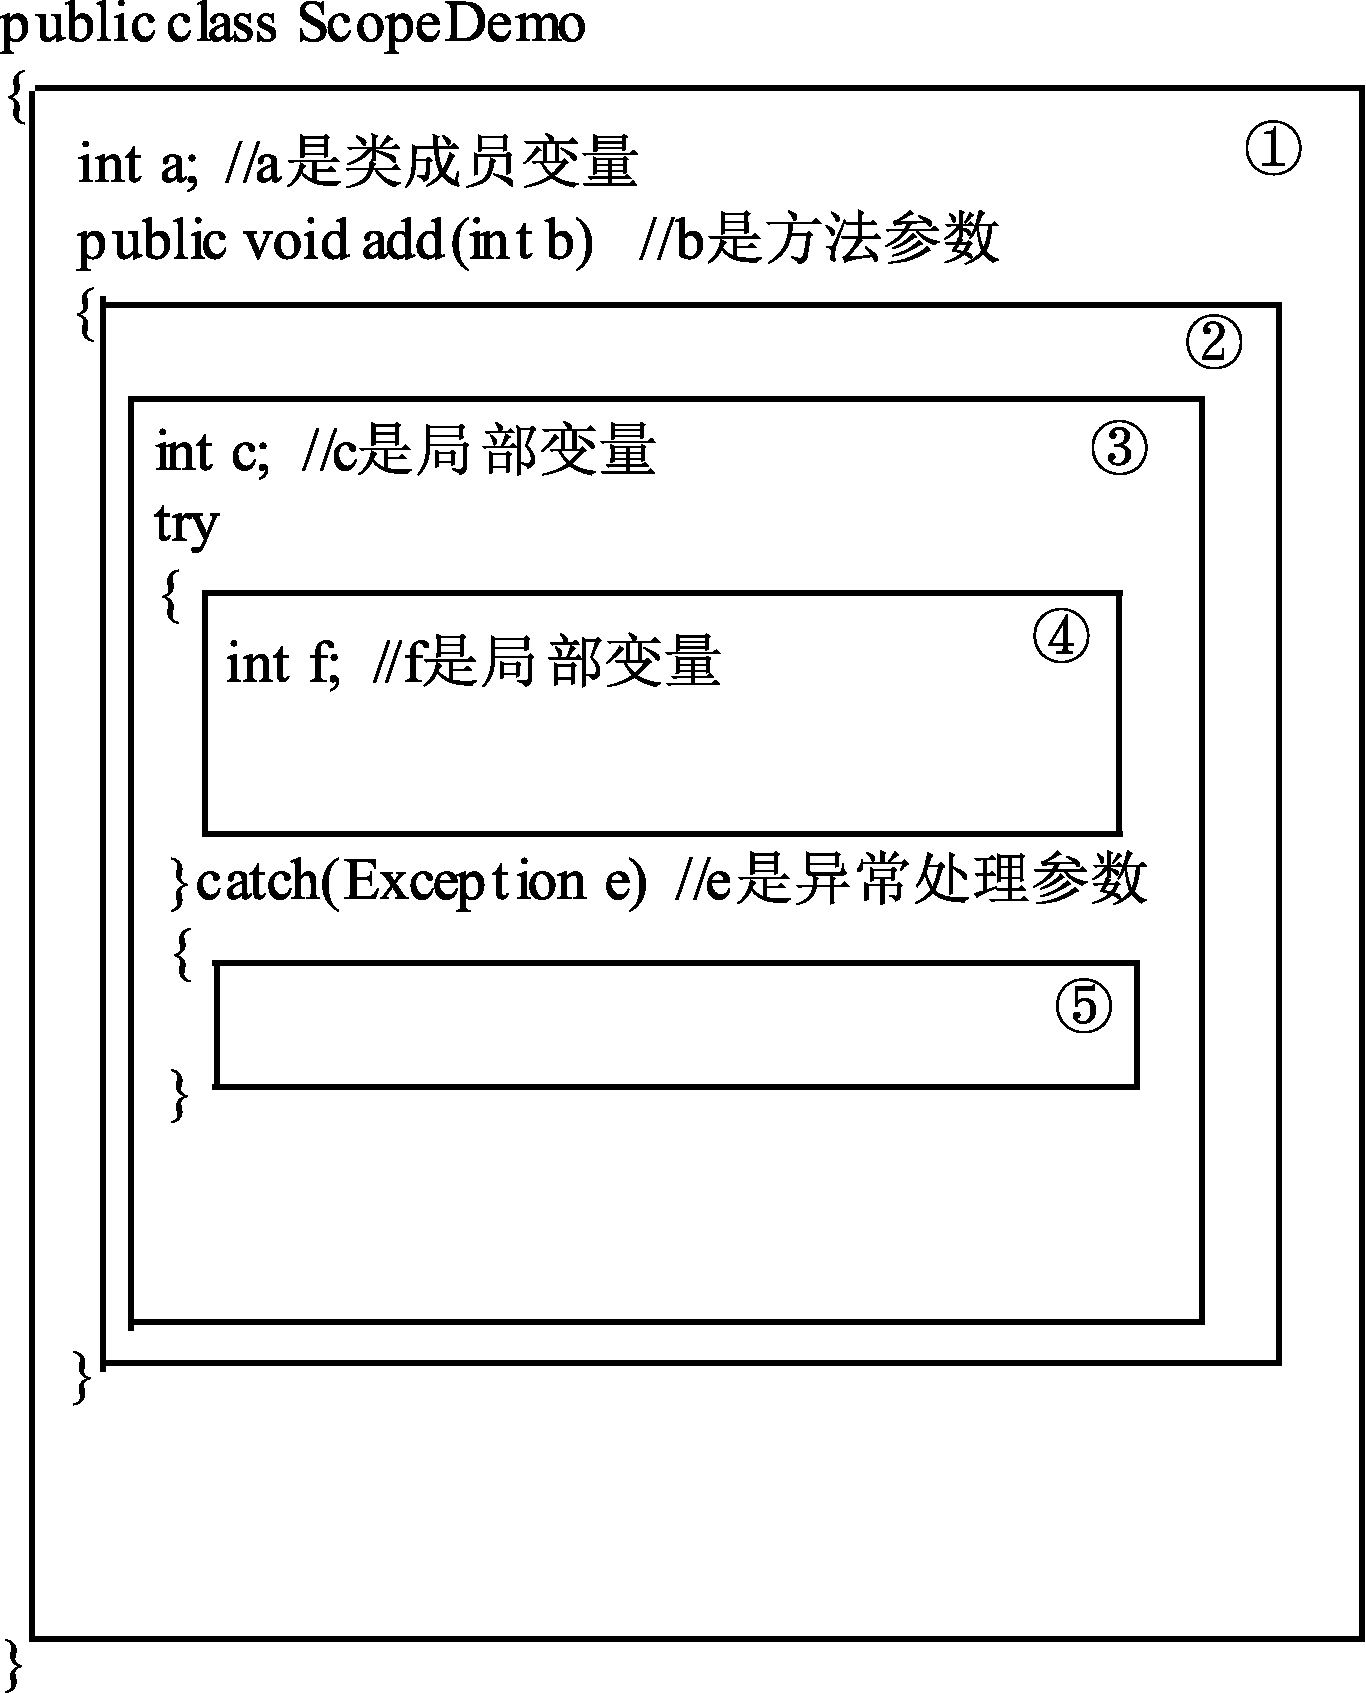 public class ScopeDemo
{
int a; //a是类成员变量 ①
public void add(int b) //b是方法参数
{
②
int c; //c是局部变量 ③
try
{
int f; //f是局部变量 ④
}catch(Exception e) //e是异常处理参数
{
⑤
}
}
}